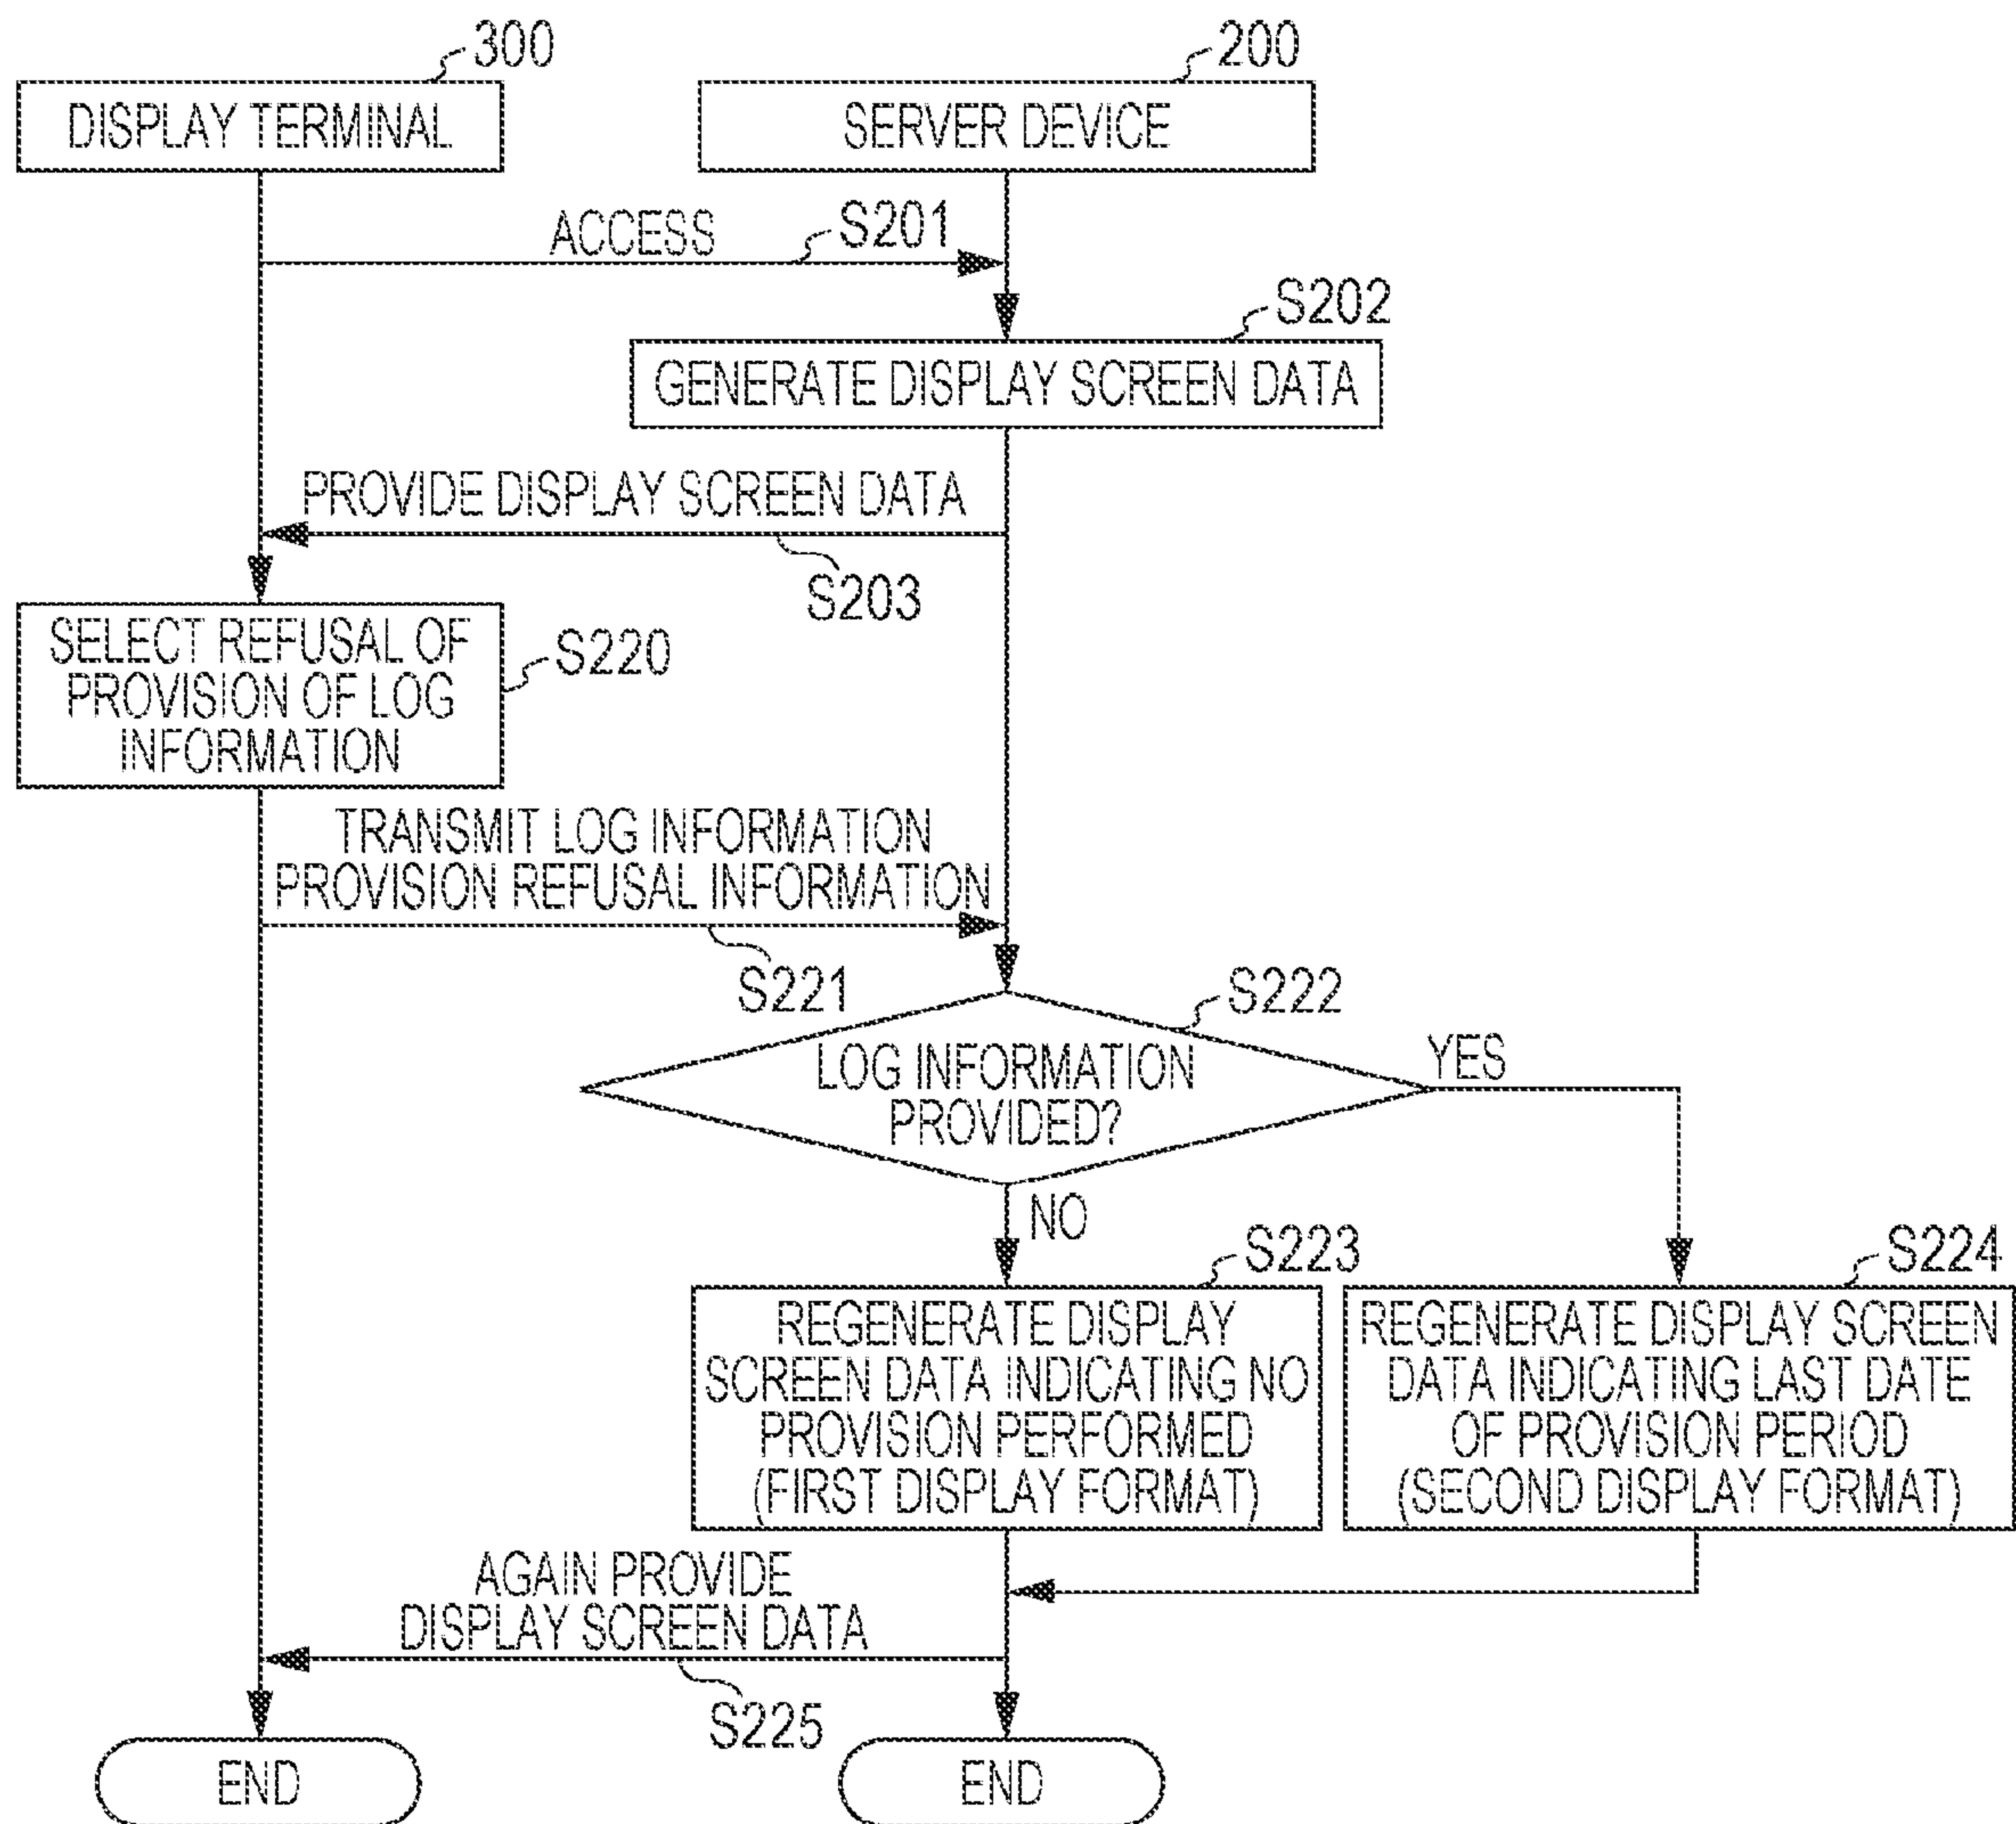 300
200
DISPLAY TERMINAL
SERVER DEVICE
ACCESS
S201
S202
GENERATE DISPLAY SCREEN DATA
PROVIDE DISPLAY SCREEN DATA
S203
SELECT REFUSAL OF
PROVISION OF LOG
INFORMATION
S220
TRANSMIT LOG INFORMATION
PROVISION REFUSAL INFORMATION
S221
S222
LOG INFORMATION
PROVIDED?
YES
NO
S223
S224
REGENERATE DISPLAY
SCREEN DATA INDICATING NO
PROVISION PERFORMED
(FIRST DISPLAY FORMAT)
REGENERATE DISPLAY SCREEN
DATA INDICATING LAST DATE
OF PROVISION PERIOD
(SECOND DISPLAY FORMAT)
AGAIN PROVIDE
DISPLAY SCREEN DATA
S225
END
END